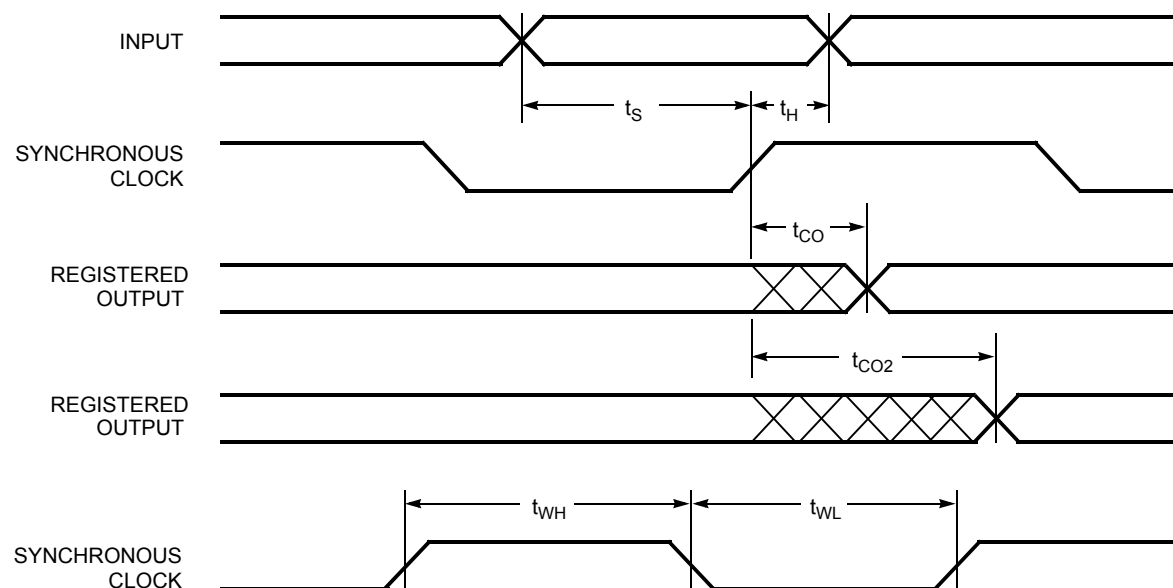 INPUT
t_S
t_H
SYNCHRONOUS
CLOCK
t_CO
REGISTERED
OUTPUT
t_CO2
REGISTERED
OUTPUT
t_WH
t_WL
SYNCHRONOUS
CLOCK